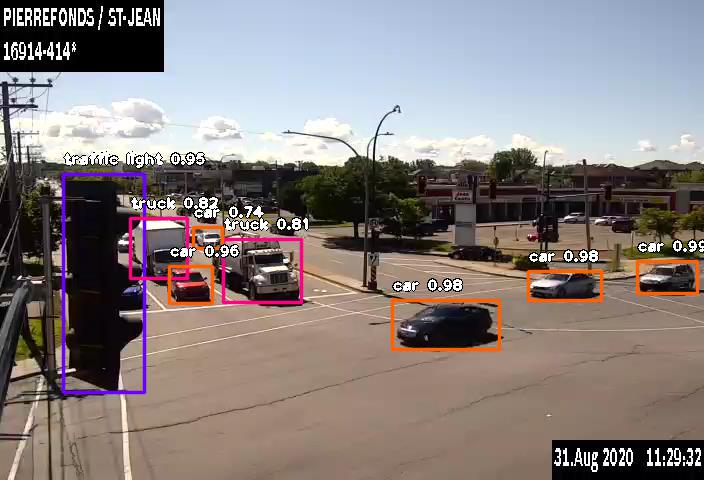 PIERREFONDS / ST-JEAN
16914-414*
traffic light 0.95
truck 0.82
car 0.74
truck 0.81
car 0.96
car 0.98
car 0.98
car 0.99
31.Aug 2020 11:29:32